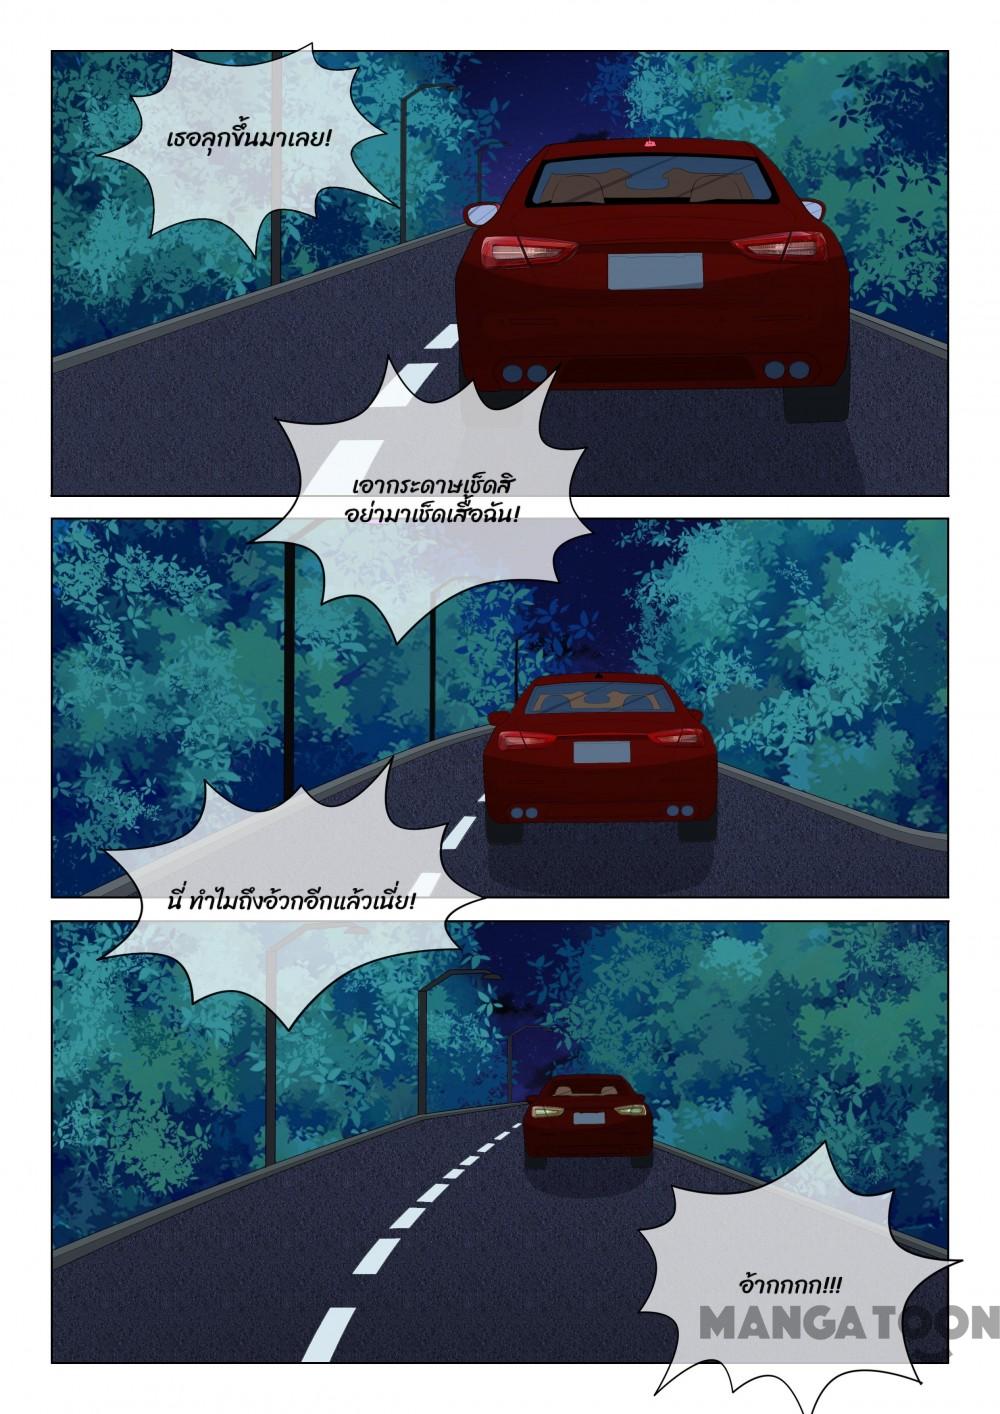 เธอลุกขึ้นมาเลย!
เอากระดาษเช็ดสิ
อย่ามาเช็ดเสื้อฉัน!
นี่ ทำไมถึงอ้วกอีกแล้วเนี่ย!
อ้ากกกก!!!
MANGATOON